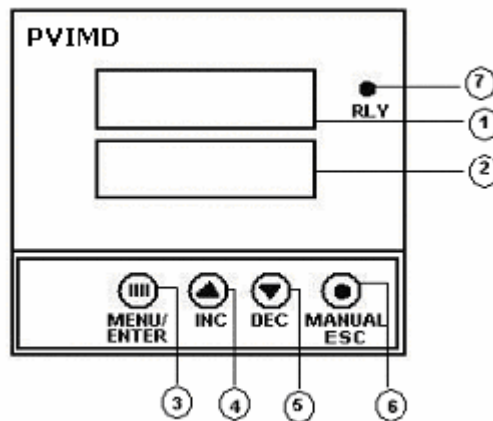 PVIMD
7
RLY
1
2
MENU/ INC DEC MANUAL
ENTER ESC
3 4 5 6